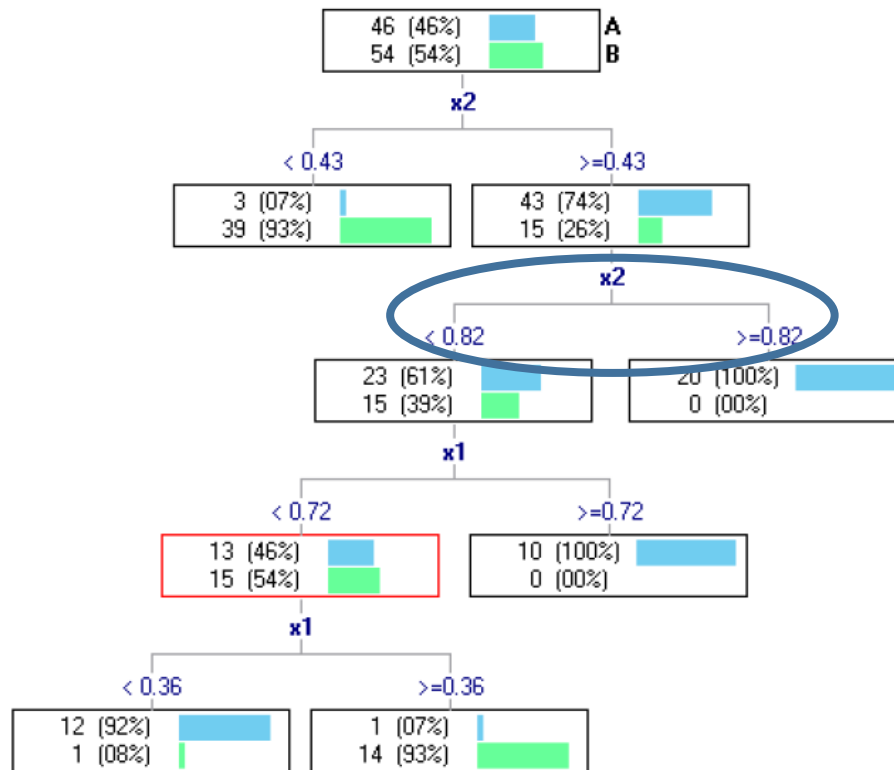 46 (46%) A
54 (54%) B
x2
< 0.43 >=0.43
3 (07%) 43 (74%)
39 (93%) 15 (26%)
x2
< 0.82 >=0.82
23 (61%) 20 (100%)
15 (39%) 0 (00%)
x1
< 0.72 >=0.72
13 (46%) 10 (100%)
15 (54%) 0 (00%)
x1
< 0.36 >=0.36
12 (92%) 1 (07%)
1 (08%) 14 (93%)